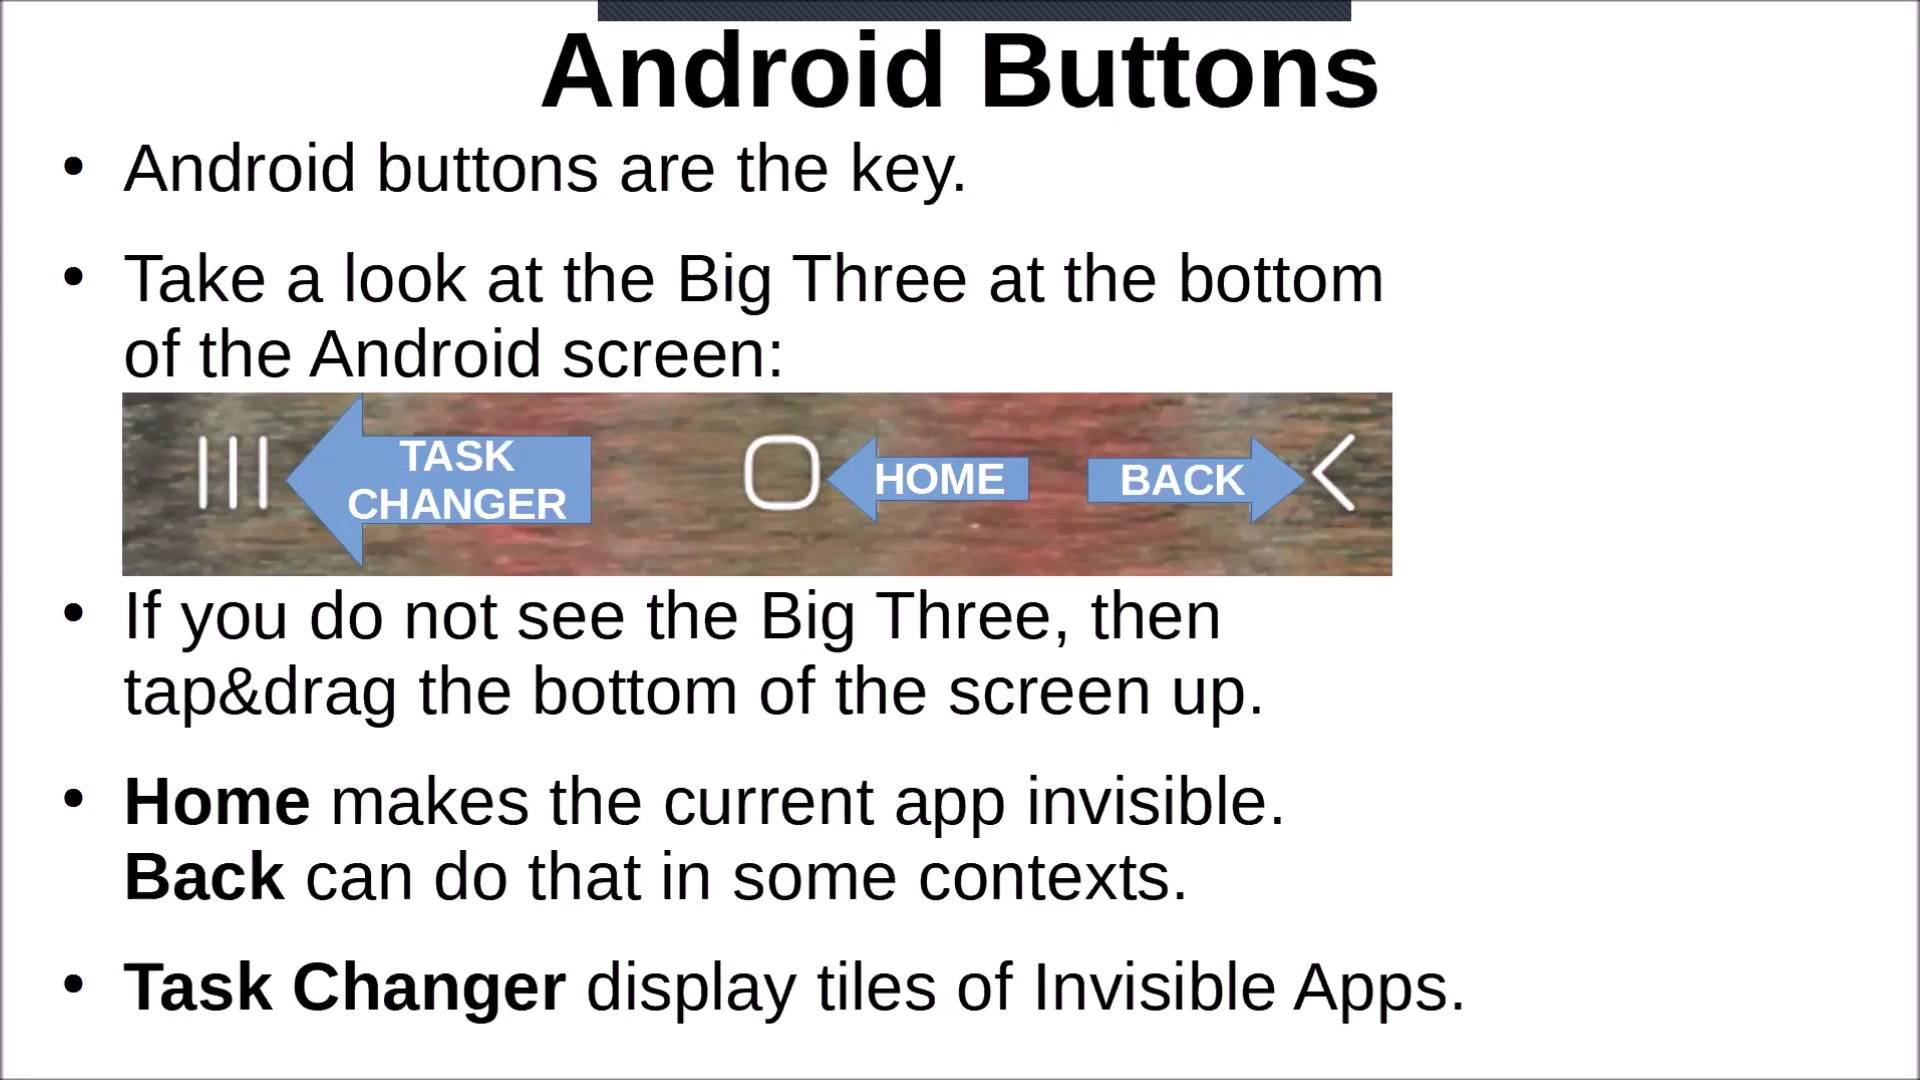 Android Buttons
• Android buttons are the key.
• Take a look at the Big Three at the bottom
of the Android screen:
TASK
CHANGER
HOME
BACK
• If you do not see the Big Three, then
tap&drag the bottom of the screen up.
• Home makes the current app invisible.
Back can do that in some contexts.
• Task Changer display tiles of Invisible Apps.